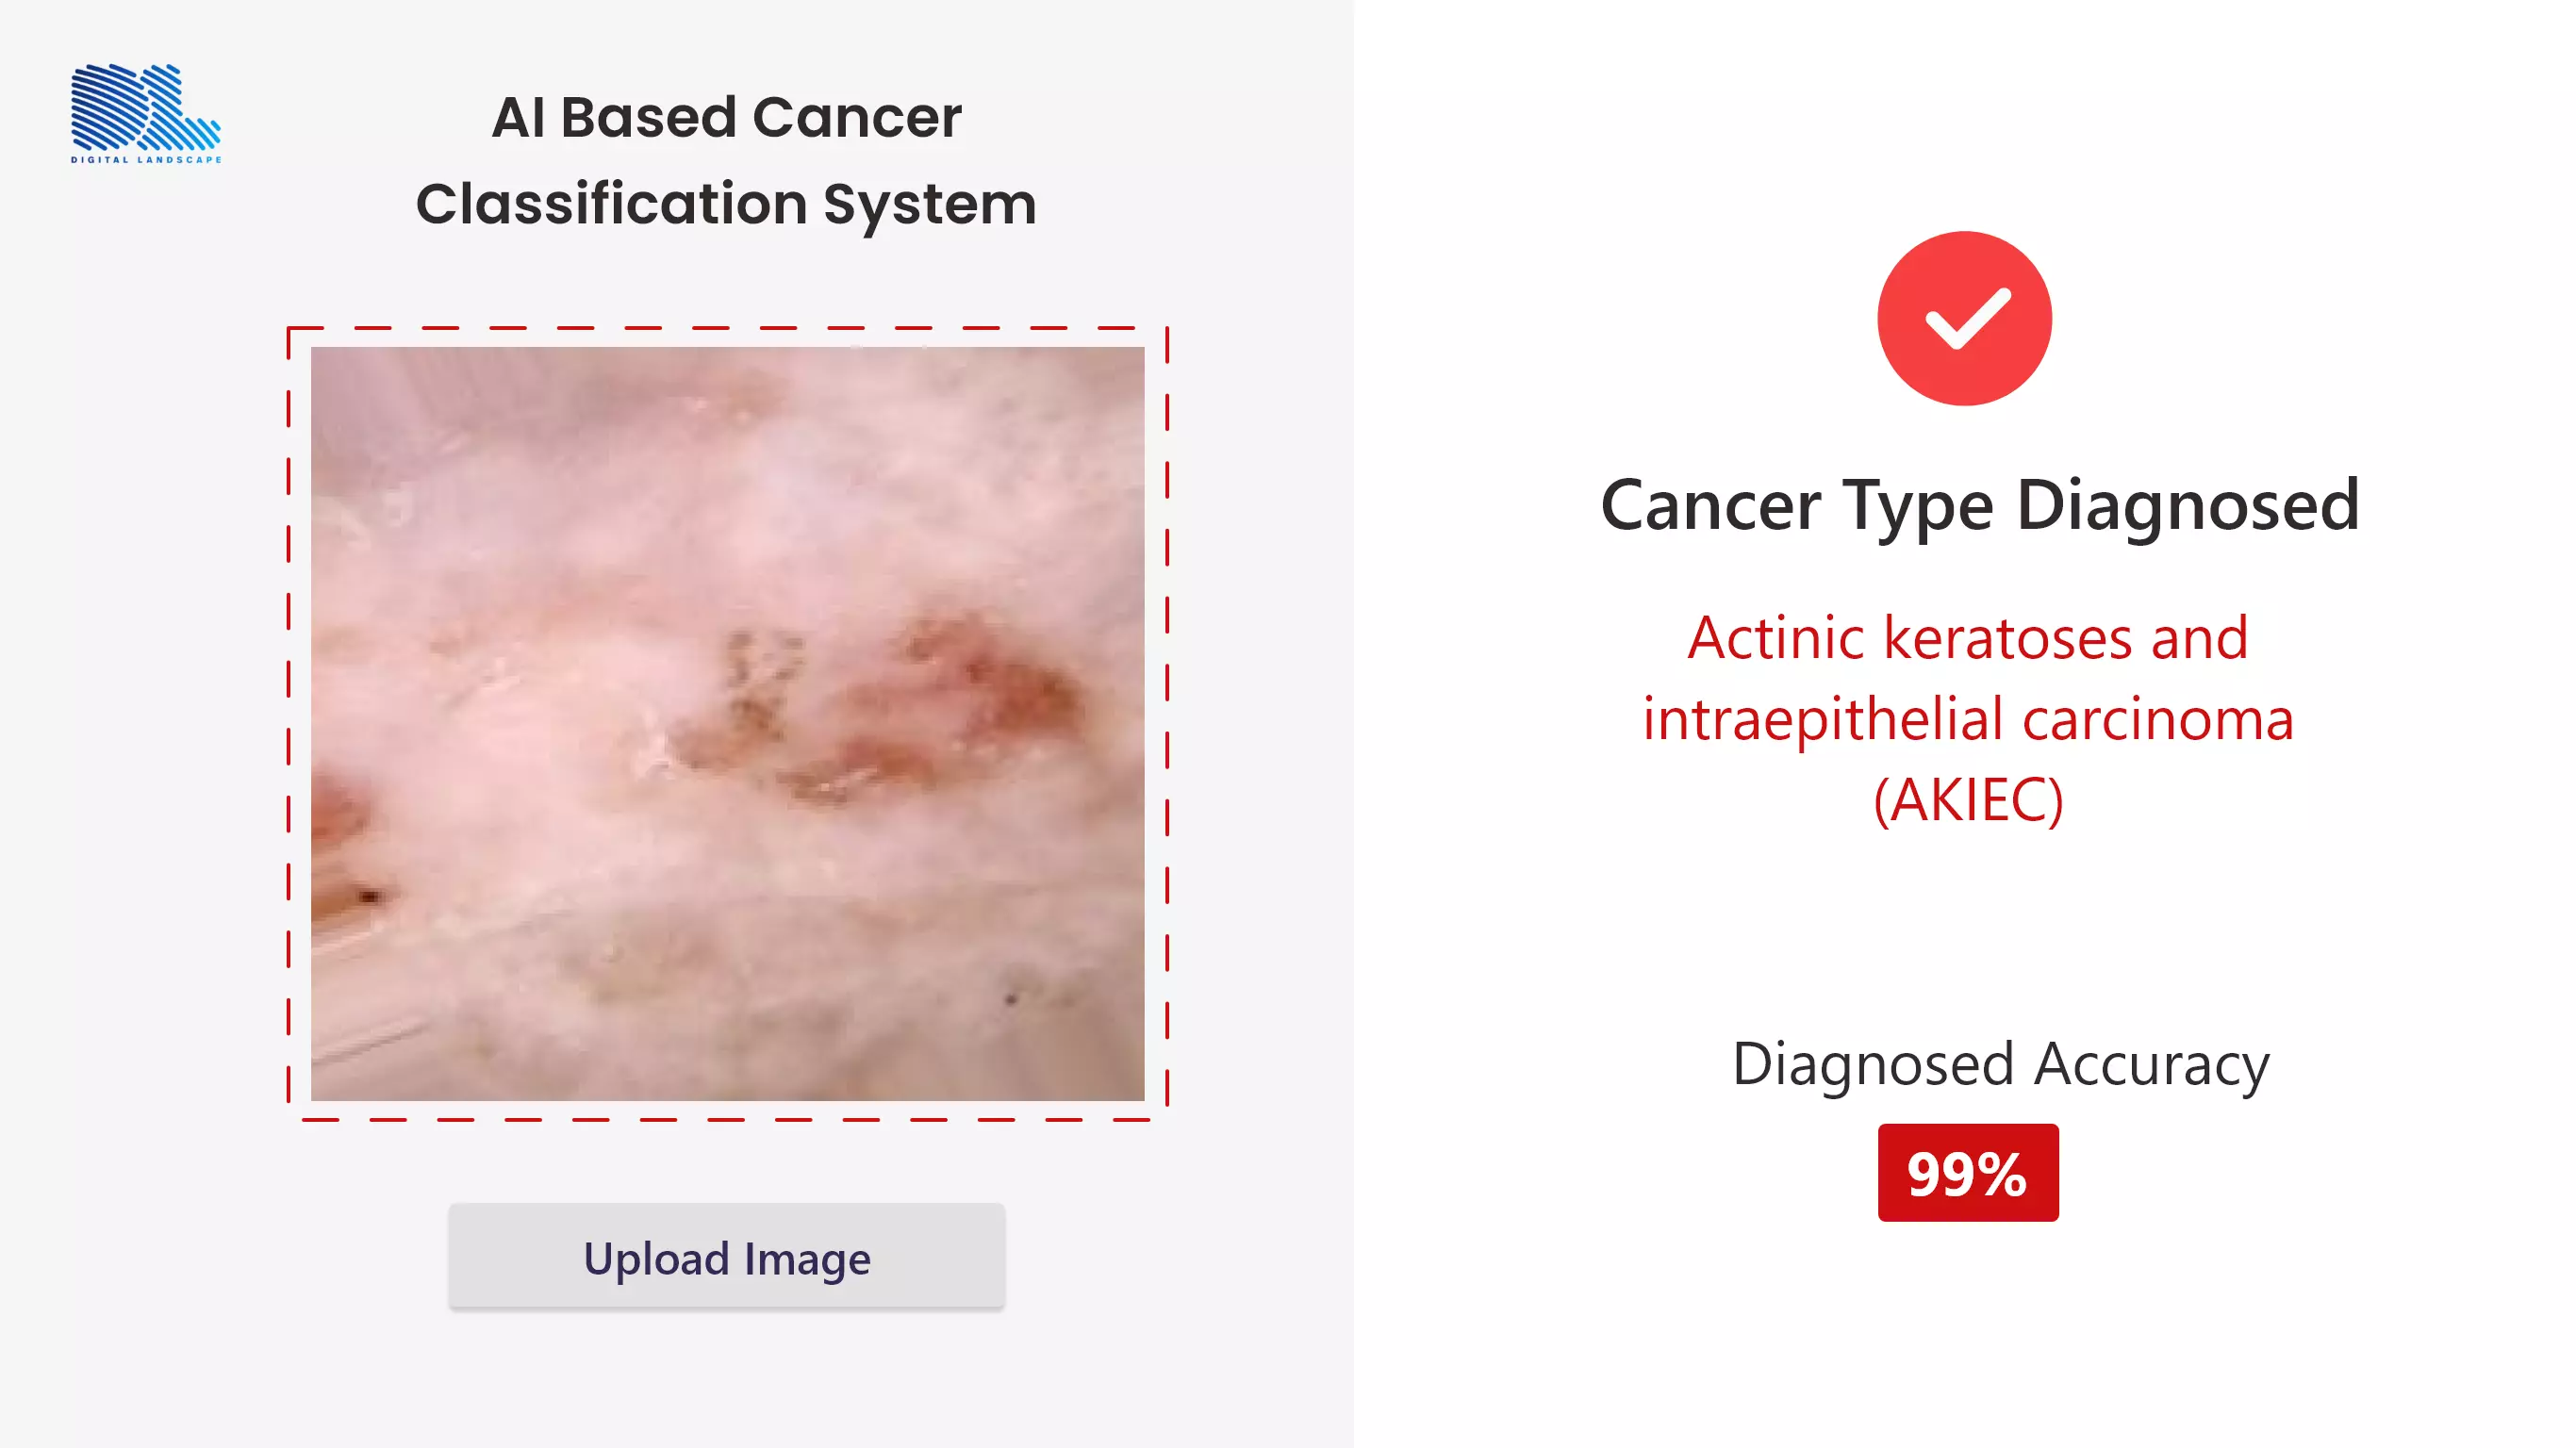 DIGITAL LANDSCAPE
AI Based Cancer
Classification System
Upload Image
Cancer Type Diagnosed
Actinic keratoses and
intraepithelial carcinoma
(AKIEC)
Diagnosed Accuracy
99%